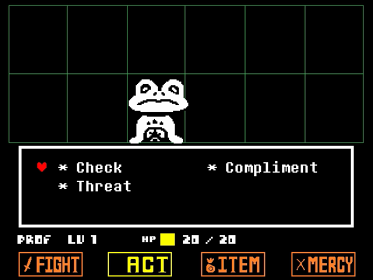 * Check * Compliment
* Threat
PROF LV 1 HP 20 / 20
FIGHT ACT ITEM MERCY